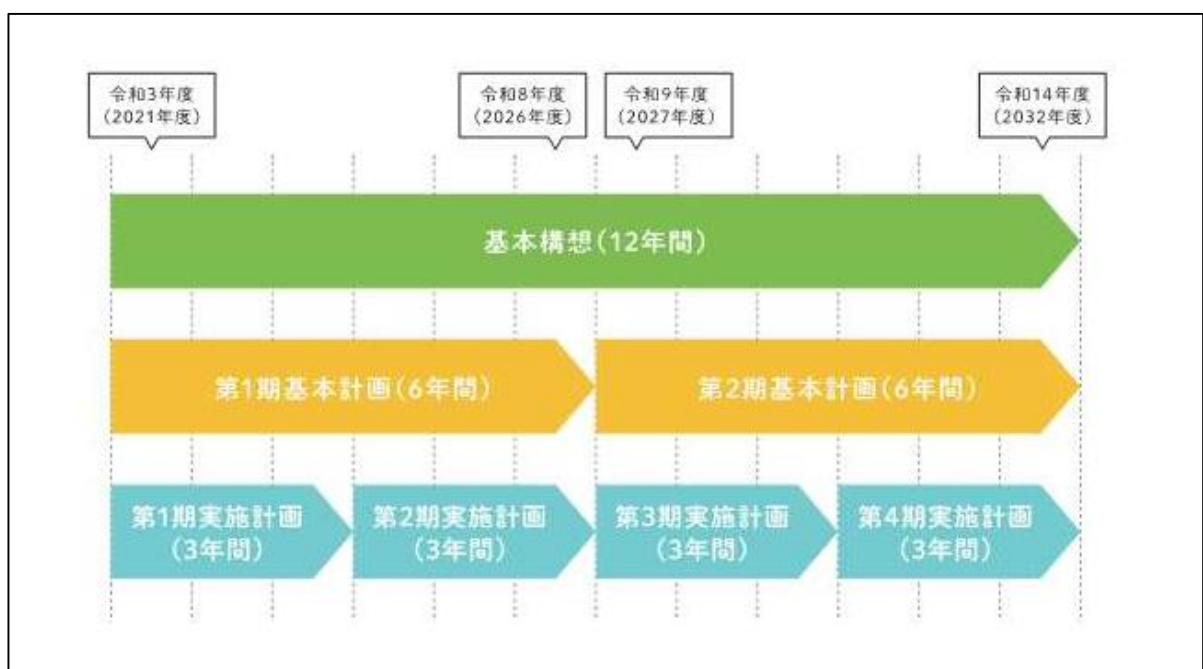 令和3年度
(2021年度)
令和8年度
(2026年度)
令和9年度
(2027年度)
令和14年度
(2032年度)
基本構想(12年間)
第1期基本計画(6年間)
第2期基本計画(6年間)
第1期実施計画
(3年間)
第2期実施計画
(3年間)
第3期実施計画
(3年間)
第4期実施計画
(3年間)